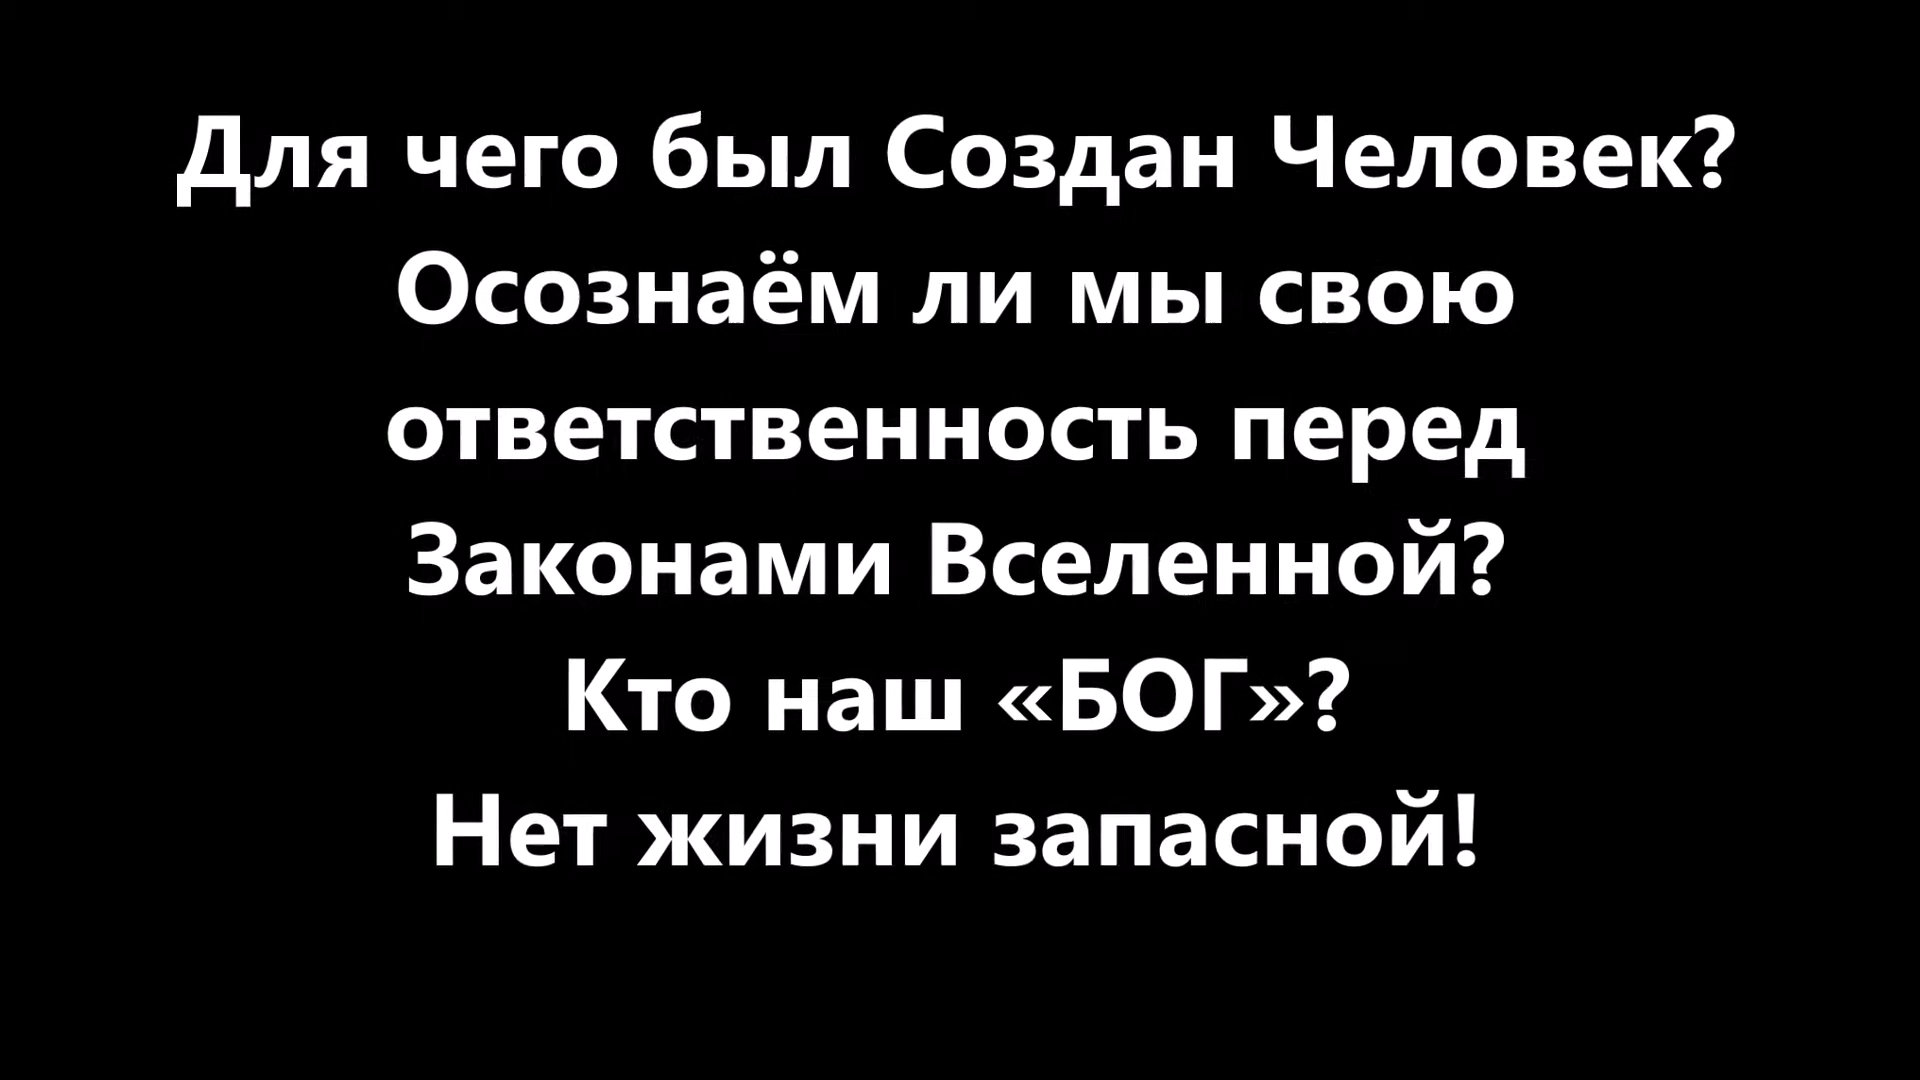 Для чего был Создан Человек?
Осознаём ли мы свою
ответственность перед
Законами Вселенной?
Кто наш «БОГ»?
Нет жизни запасной!